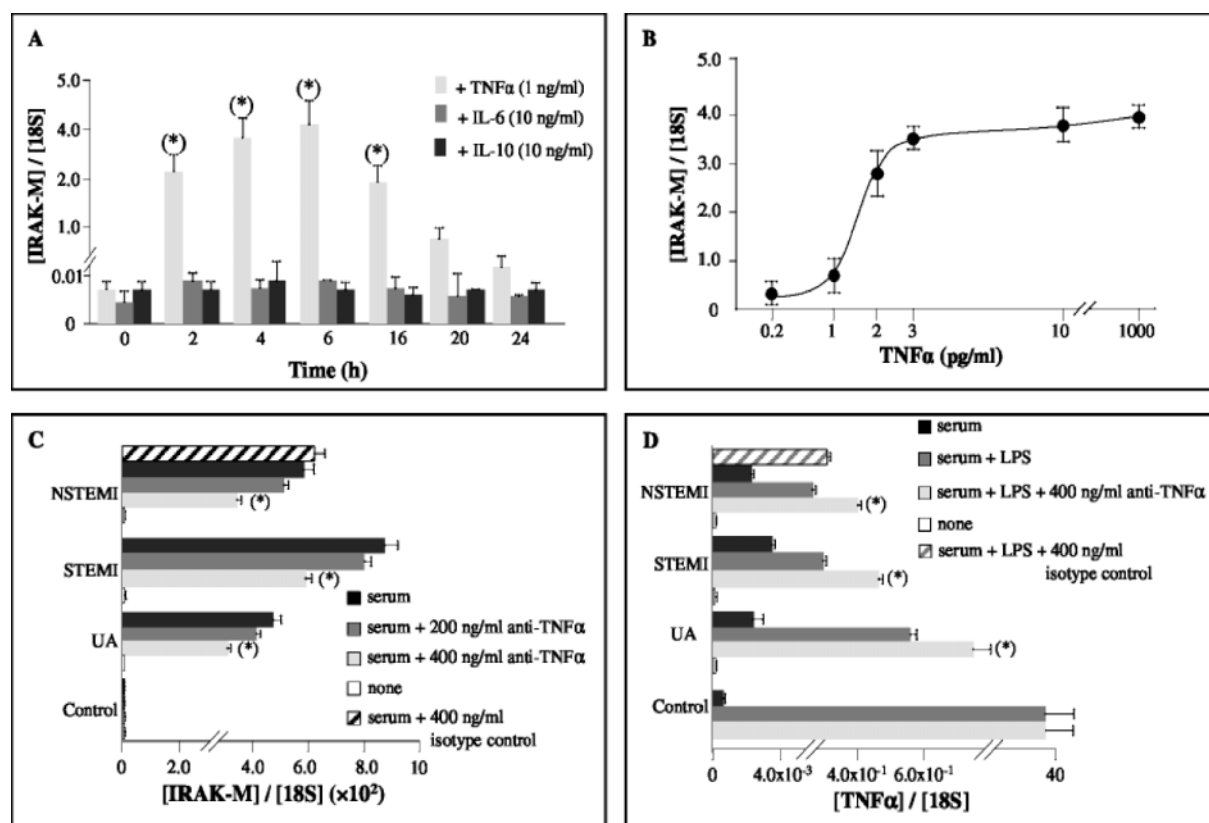 A
[IRAK-M] / [18S]
5.0
4.0
2.0
1.0
0.01
0
(*)
(*)
(*)
(*)
+ TNFα (1 ng/ml)
+ IL-6 (10 ng/ml)
+ IL-10 (10 ng/ml)
0 2 4 6 16 20 24
Time (h)
B
[IRAK-M] / [18S]
5.0
4.0
3.0
2.0
1.0
0
0.2 1 2 3 10 1000
TNFα (pg/ml)
C
NSTEMI
(*)
STEMI
(*)
UA
(*)
Control
serum
serum + 200 ng/ml anti-TNFα
serum + 400 ng/ml anti-TNFα
none
serum + 400 ng/ml
isotype control
0 2.0 4.0 6.0 8.0 10
[IRAK-M] / [18S] (×10²)
D
serum
serum + LPS
serum + LPS + 400 ng/ml anti-TNFα
none
serum + LPS + 400 ng/ml
isotype control
NSTEMI
(*)
STEMI
(*)
UA
(*)
Control
0 4.0x10⁻³ 4.0x10⁻¹ 6.0x10⁻¹ 40
[TNFα] / [18S]